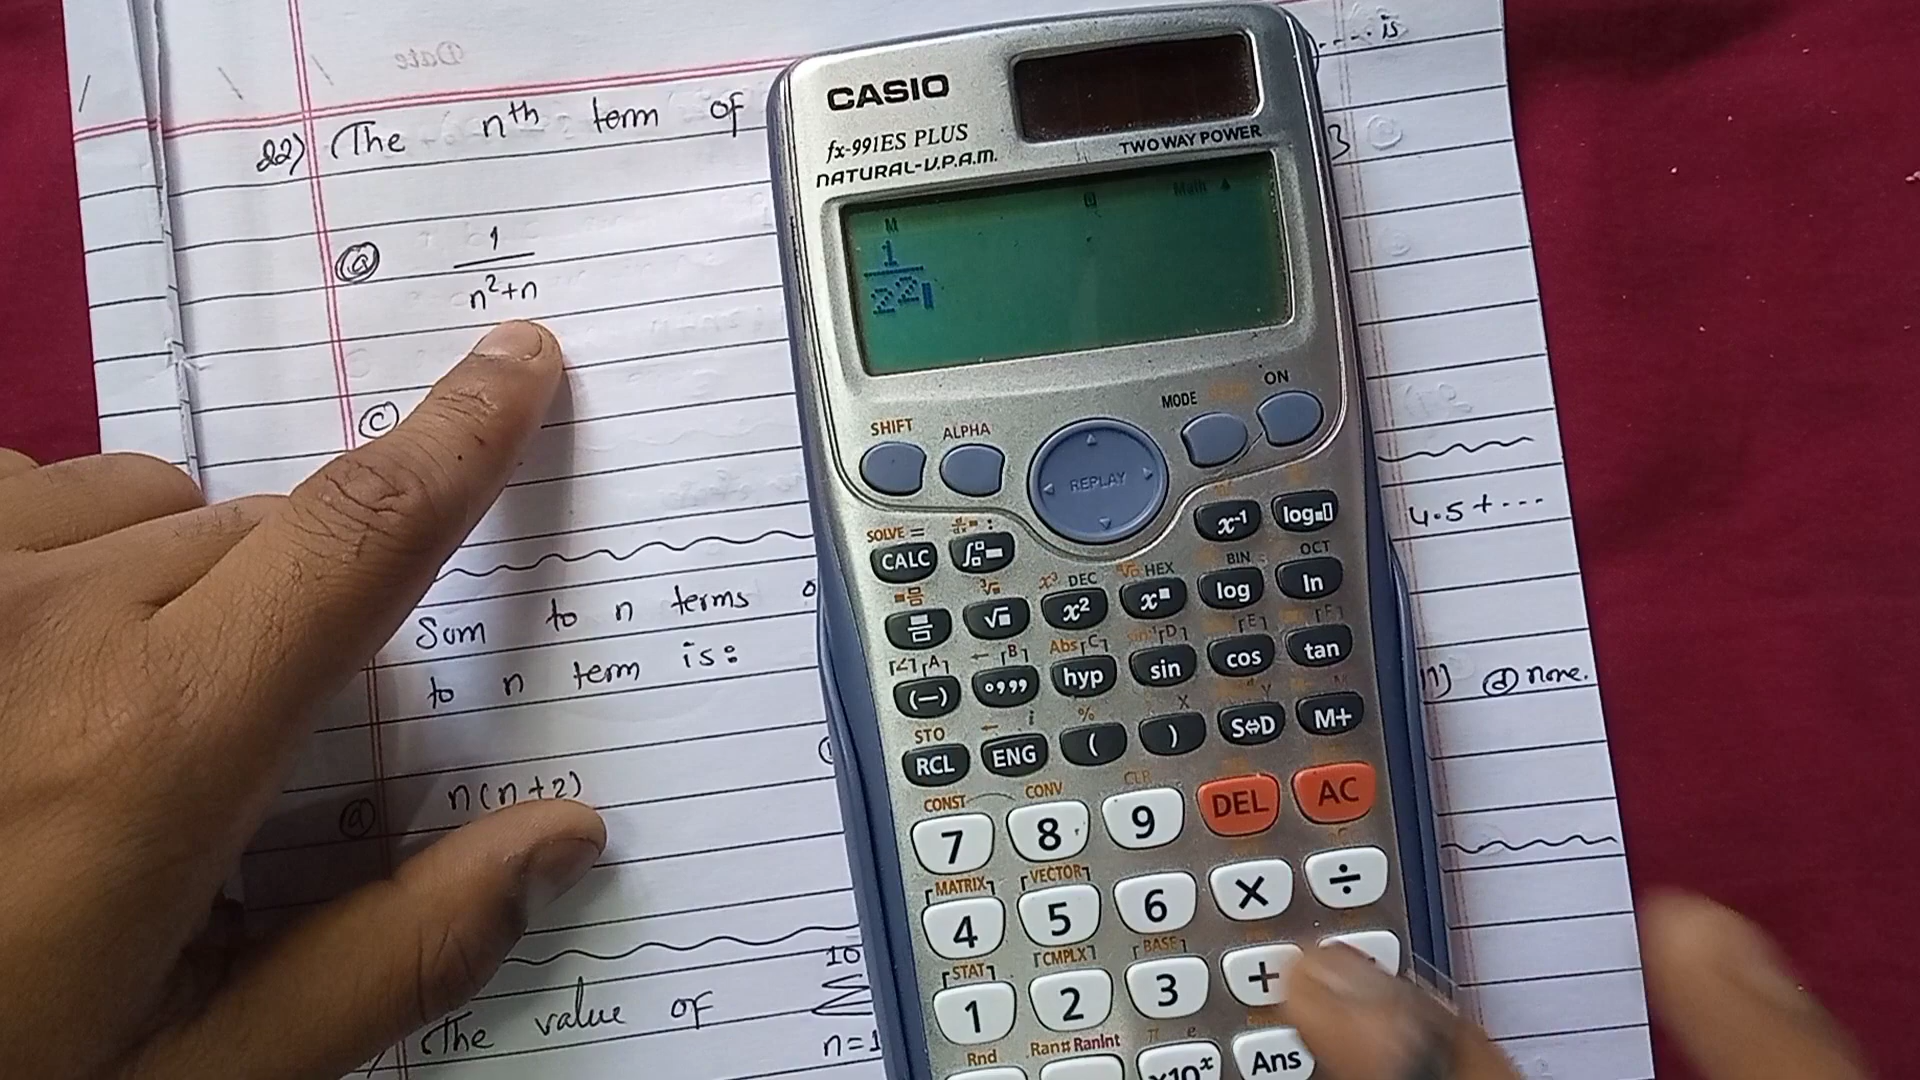 Date
..... is
22) The nth term of
3
ⓐ 1
n²+n
ⓒ
4.5+...
Sum to n terms
to n term is:
n) ⓓ none.
ⓐ n(n+2)
The value of 10
Σ
n=1
CASIO
fx-991ES PLUS
NATURAL-V.P.A.M.
TWO WAY POWER
M D Math ▲
1
2²
SHIFT ALPHA MODE ON
REPLAY
SOLVE =
CALC x⁻¹ log
x³ DEC HEX BIN OCT
√ x² x log ln
A B Abs C D E F
(−) °,,, hyp sin cos tan
STO ← i % X Y
RCL ENG ( ) S⇔D M+
CONST CONV CLR
7 8 9 DEL AC
MATRIX VECTOR
4 5 6 × ÷
STAT CMPLX BASE
1 2 3 +
Rnd Ran# RanInt π e
×10ˣ Ans